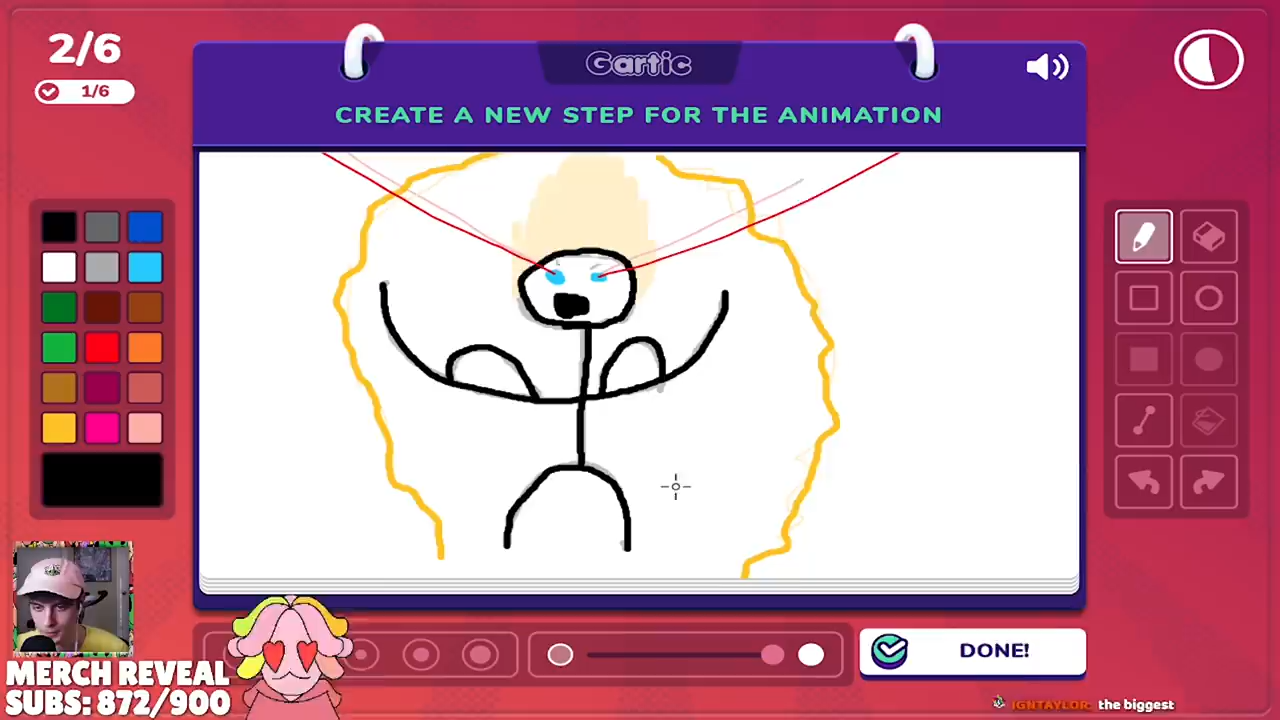 2/6
1/6
Gartic
CREATE A NEW STEP FOR THE ANIMATION
DONE!
MERCH REVEAL
SUBS: 872/900
IGNTAYLOR: the biggest